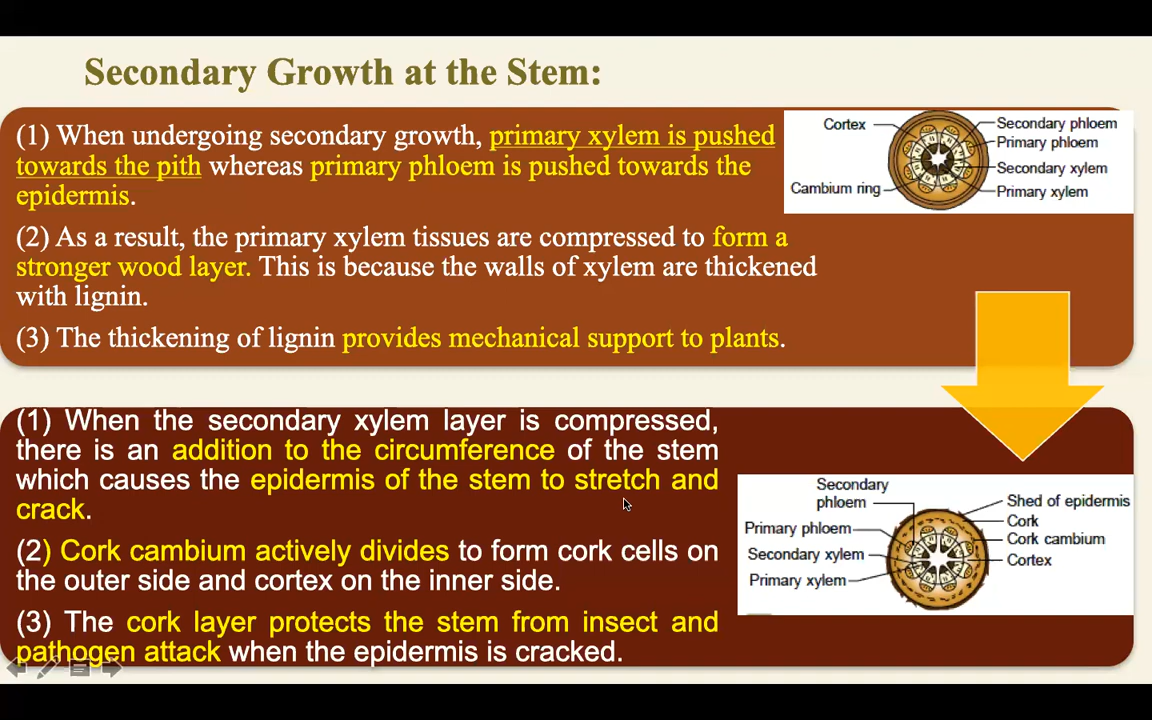 Secondary Growth at the Stem:
(1) When undergoing secondary growth, primary xylem is pushed
towards the pith whereas primary phloem is pushed towards the
epidermis.
(2) As a result, the primary xylem tissues are compressed to form a
stronger wood layer. This is because the walls of xylem are thickened
with lignin.
(3) The thickening of lignin provides mechanical support to plants.
Cortex
Cambium ring
Secondary phloem
Primary phloem
Secondary xylem
Primary xylem
(1) When the secondary xylem layer is compressed,
there is an addition to the circumference of the stem
which causes the epidermis of the stem to stretch and
crack.
(2) Cork cambium actively divides to form cork cells on
the outer side and cortex on the inner side.
(3) The cork layer protects the stem from insect and
pathogen attack when the epidermis is cracked.
Secondary
phloem
Primary phloem
Secondary xylem
Primary xylem
Shed of epidermis
Cork
Cork cambium
Cortex